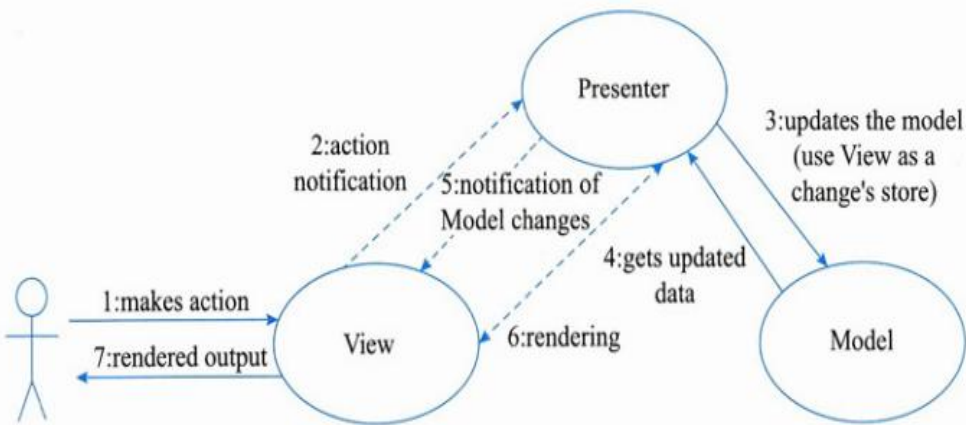 Presenter
2:action
notification
3:updates the model
(use View as a
change's store)
5:notification of
Model changes
4:gets updated
data
1:makes action
View
6:rendering
Model
7:rendered output